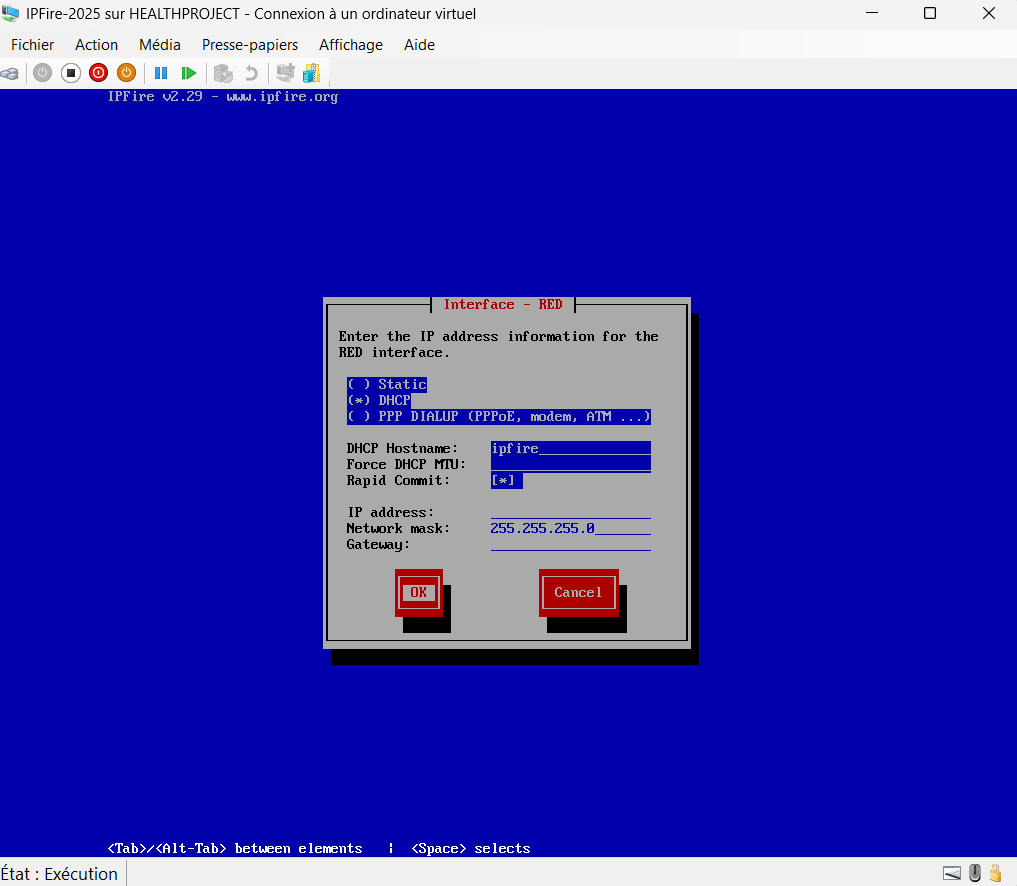 IPFire-2025 sur HEALTHPROJECT - Connexion à un ordinateur virtuel
Fichier Action Média Presse-papiers Affichage Aide
IPFire v2.29 - www.ipfire.org
Interface - RED
Enter the IP address information for the
RED interface.
( ) Static
(*) DHCP
( ) PPP DIALUP (PPPoE, modem, ATM ...)
DHCP Hostname: ipfire
Force DHCP MTU:
Rapid Commit: [*]
IP address:
Network mask: 255.255.255.0
Gateway:
OK Cancel
<Tab>/<Alt-Tab> between elements | <Space> selects
État : Exécution